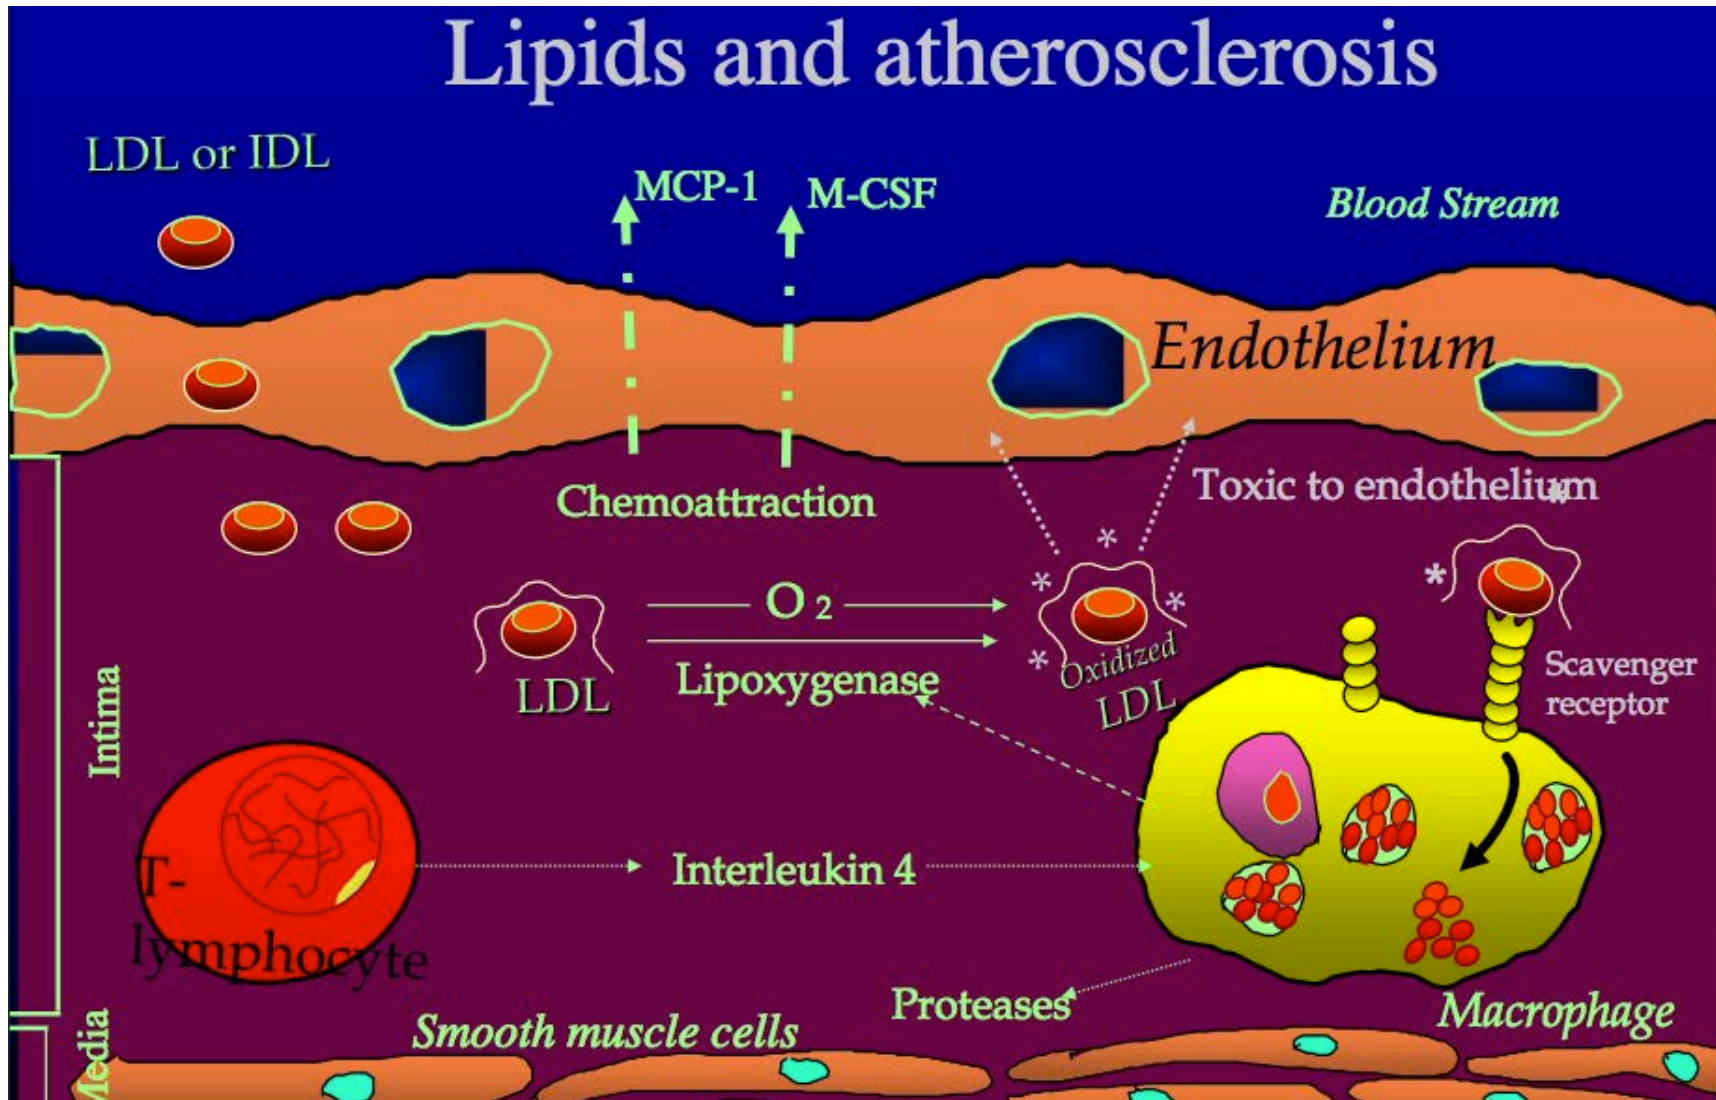 Lipids and atherosclerosis
LDL or IDL
MCP-1
M-CSF
Blood Stream
Endothelium
Chemoattraction
Toxic to endothelium
O 2
Lipoxygenase
LDL
Oxidized
LDL
Scavenger
receptor
Intima
T-
lymphocyte
Interleukin 4
Proteases
Macrophage
Smooth muscle cells
Media